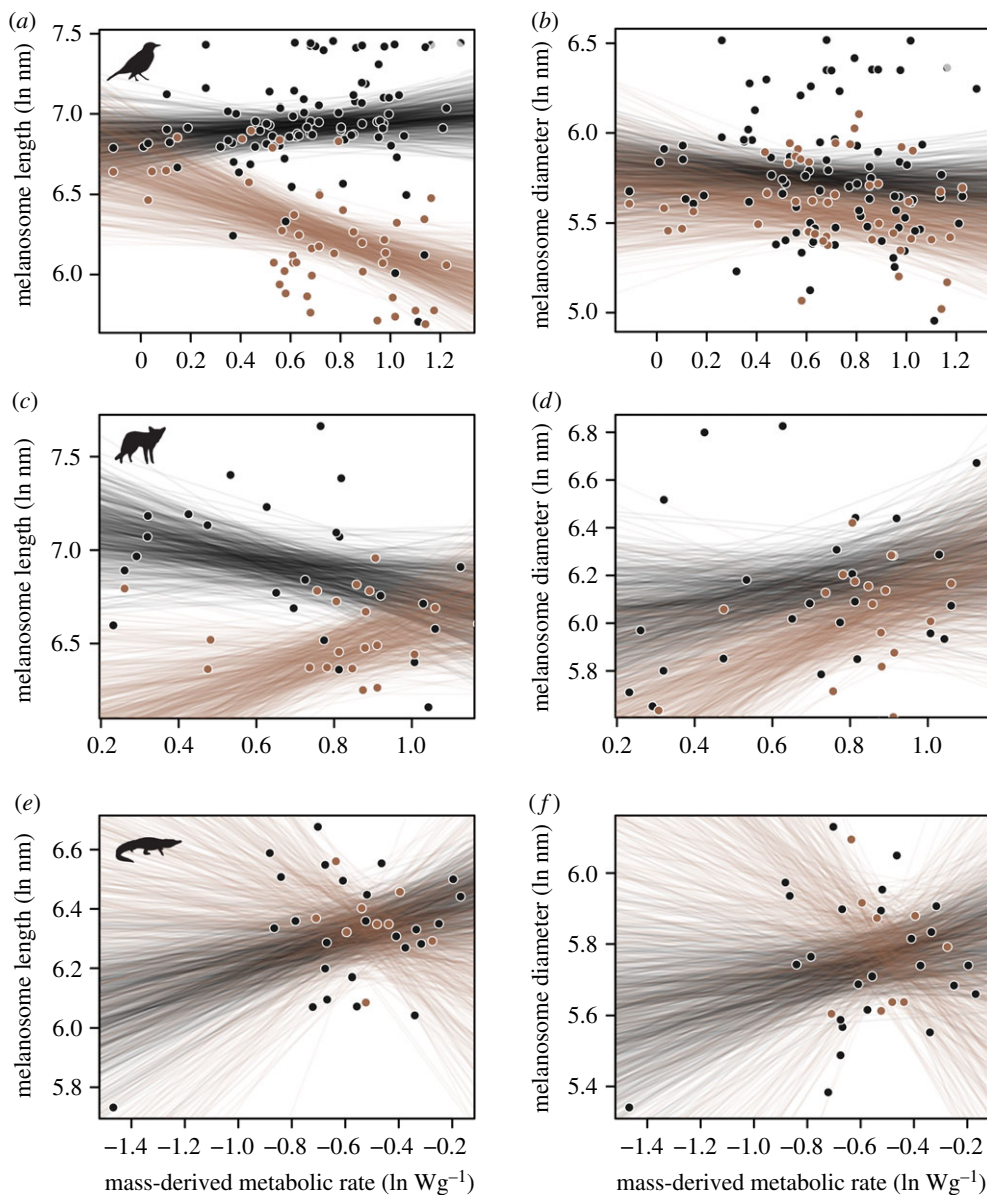 (a)
(b)
7.5
7.0
6.5
6.0
melanosome length (ln nm)
0 0.2 0.4 0.6 0.8 1.0 1.2
6.5
6.0
5.5
5.0
melanosome diameter (ln nm)
0 0.2 0.4 0.6 0.8 1.0 1.2
(c)
(d)
7.5
7.0
6.5
melanosome length (ln nm)
0.2 0.4 0.6 0.8 1.0
6.8
6.6
6.4
6.2
6.0
5.8
melanosome diameter (ln nm)
0.2 0.4 0.6 0.8 1.0
(e)
(f)
6.6
6.4
6.2
6.0
5.8
melanosome length (ln nm)
−1.4 −1.2 −1.0 −0.8 −0.6 −0.4 −0.2
mass-derived metabolic rate (ln Wg⁻¹)
6.0
5.8
5.6
5.4
melanosome diameter (ln nm)
−1.4 −1.2 −1.0 −0.8 −0.6 −0.4 −0.2
mass-derived metabolic rate (ln Wg⁻¹)